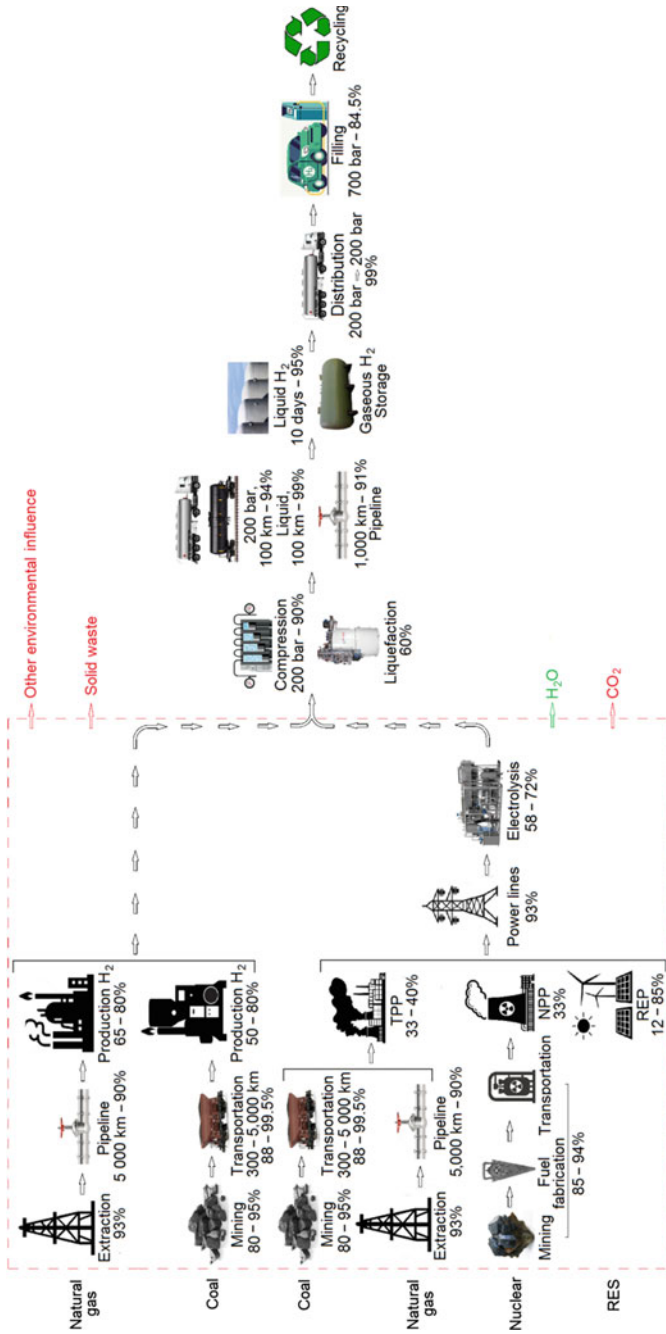 Natural
gas
Extraction
93%
Pipeline
5 000 km – 90%
Production H₂
65 – 80%
Coal
Mining
80 – 95%
Transportation
300 – 5,000 km
88 – 99.5%
Production H₂
50 – 80%
Coal
Mining
80 – 95%
Transportation
300 – 5 000 km
88 – 99.5%
TPP
33 – 40%
Natural
gas
Extraction
93%
Pipeline
5,000 km – 90%
Nuclear
Mining
Fuel
fabrication
Transportation
85 – 94%
NPP
33%
RES
REP
12 – 85%
Power lines
93%
Electrolysis
58 – 72%
Other environmental influence
Solid waste
H₂O
CO₂
Compression
200 bar – 90%
Liquefaction
60%
200 bar,
100 km – 94%
Liquid,
100 km – 99%
1,000 km – 91%
Pipeline
Liquid H₂
10 days – 95%
Gaseous H₂
Storage
Distribution
200 bar ⇨ 200 bar
99%
Filling
700 bar – 84.5%
Recycling